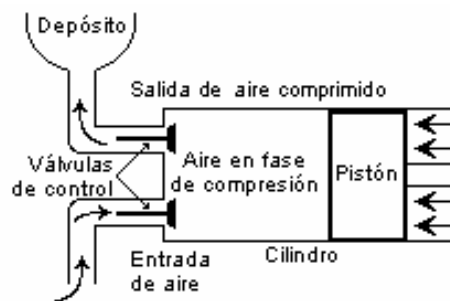 Depósito
Salida de aire comprimido
Válvulas
de control
Aire en fase
de compresión
Pistón
Entrada
de aire
Cilindro